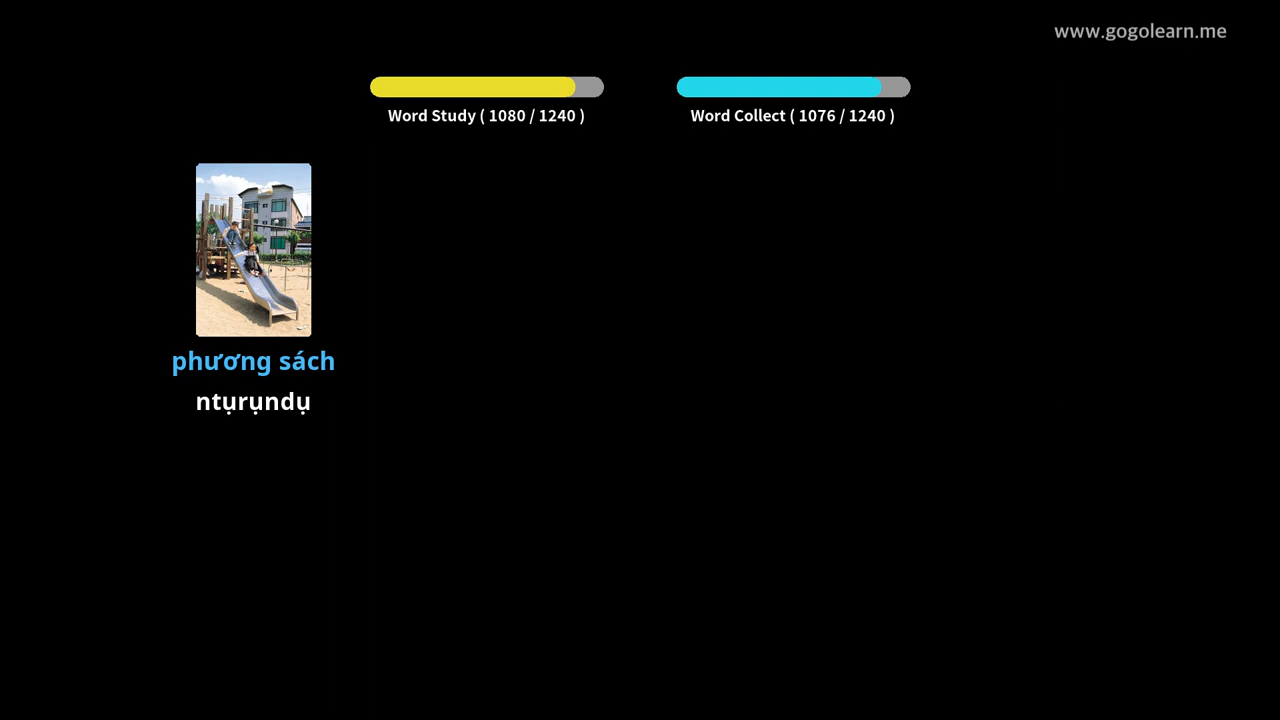 www.gogolearn.me
Word Study ( 1080 / 1240 )
Word Collect ( 1076 / 1240 )
phương sách
ntụrụndụ